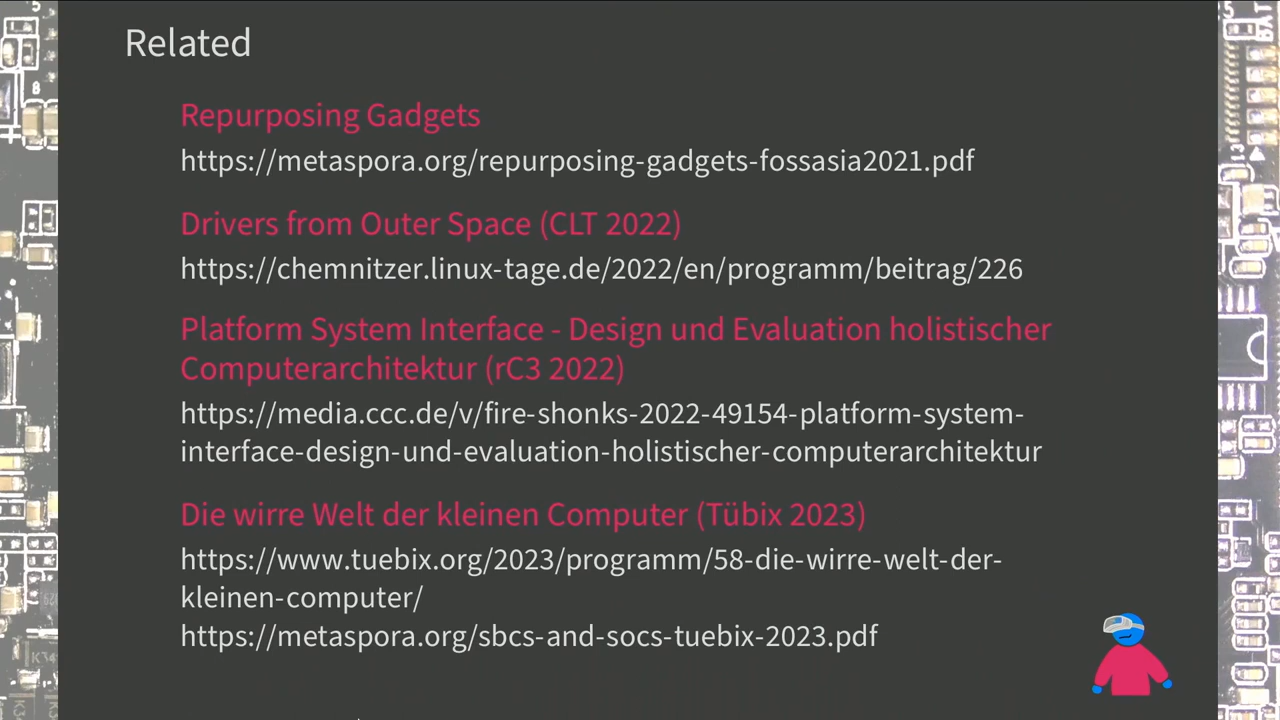 Related
Repurposing Gadgets
https://metaspora.org/repurposing-gadgets-fossasia2021.pdf
Drivers from Outer Space (CLT 2022)
https://chemnitzer.linux-tage.de/2022/en/programm/beitrag/226
Platform System Interface - Design und Evaluation holistischer
Computerarchitektur (rC3 2022)
https://media.ccc.de/v/fire-shonks-2022-49154-platform-system-
interface-design-und-evaluation-holistischer-computerarchitektur
Die wirre Welt der kleinen Computer (Tübix 2023)
https://www.tuebix.org/2023/programm/58-die-wirre-welt-der-
kleinen-computer/
https://metaspora.org/sbcs-and-socs-tuebix-2023.pdf